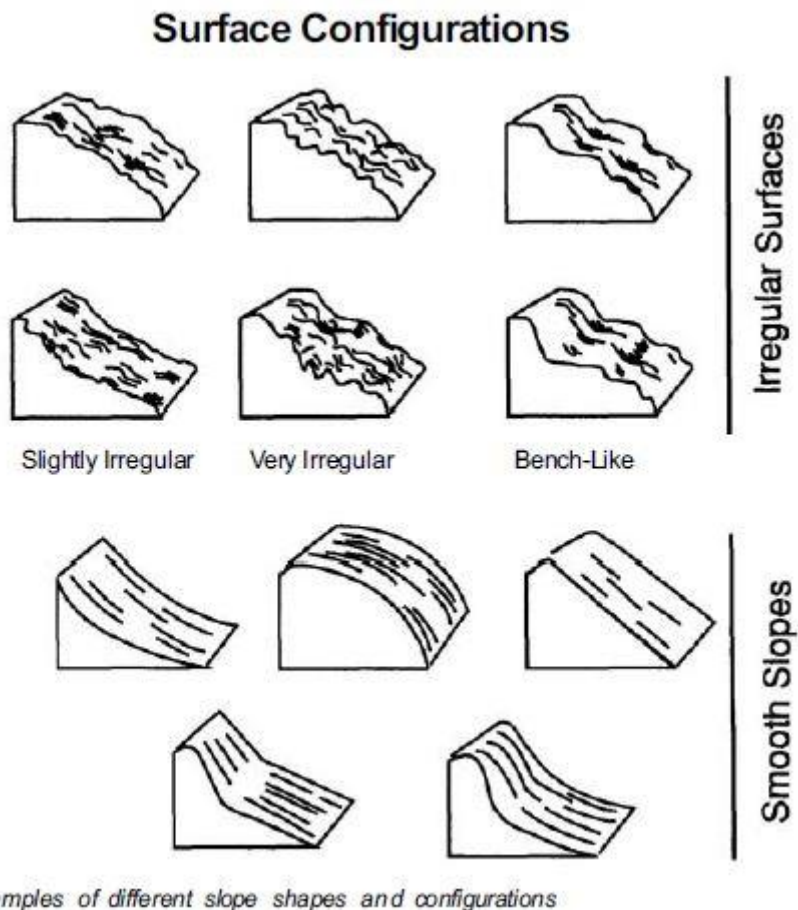 Surface Configurations
Irregular Surfaces
Slightly Irregular
Very Irregular
Bench-Like
Smooth Slopes
mples of different slope shapes and configurations